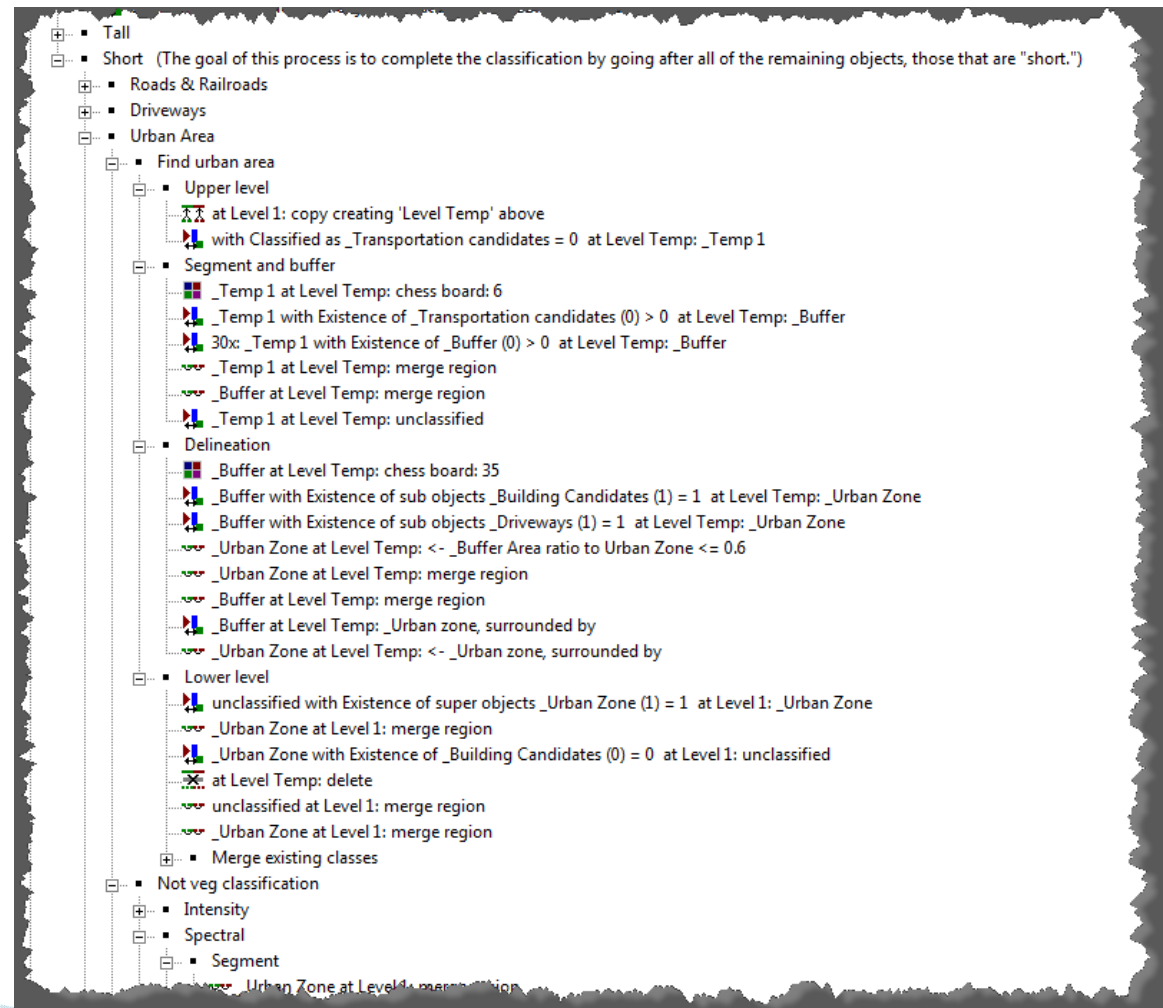 Tall
Short (The goal of this process is to complete the classification by going after all of the remaining objects, those that are "short.")
Roads & Railroads
Driveways
Urban Area
Find urban area
Upper level
at Level 1: copy creating 'Level Temp' above
with Classified as _Transportation candidates = 0 at Level Temp: _Temp 1
Segment and buffer
_Temp 1 at Level Temp: chess board: 6
_Temp 1 with Existence of _Transportation candidates (0) > 0 at Level Temp: _Buffer
30x: _Temp 1 with Existence of _Buffer (0) > 0 at Level Temp: _Buffer
_Temp 1 at Level Temp: merge region
_Buffer at Level Temp: merge region
_Temp 1 at Level Temp: unclassified
Delineation
_Buffer at Level Temp: chess board: 35
_Buffer with Existence of sub objects _Building Candidates (1) = 1 at Level Temp: _Urban Zone
_Buffer with Existence of sub objects _Driveways (1) = 1 at Level Temp: _Urban Zone
_Urban Zone at Level Temp: <- _Buffer Area ratio to Urban Zone <= 0.6
_Urban Zone at Level Temp: merge region
_Buffer at Level Temp: merge region
_Buffer at Level Temp: _Urban zone, surrounded by
_Urban Zone at Level Temp: <- _Urban zone, surrounded by
Lower level
unclassified with Existence of super objects _Urban Zone (1) = 1 at Level 1: _Urban Zone
_Urban Zone at Level 1: merge region
_Urban Zone with Existence of _Building Candidates (0) = 0 at Level 1: unclassified
at Level Temp: delete
unclassified at Level 1: merge region
_Urban Zone at Level 1: merge region
Merge existing classes
Not veg classification
Intensity
Spectral
Segment
_Urban Zone at Level 1: merge region